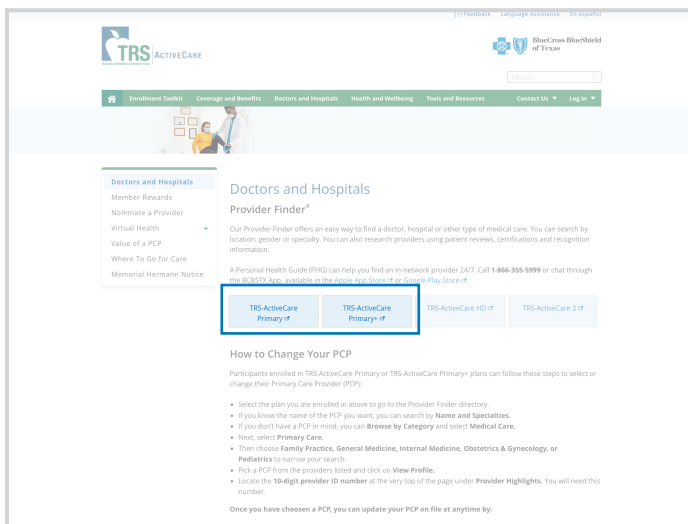 [+] Feedback Language Assistance En español
TRS ACTIVECARE
BlueCross BlueShield
of Texas
Search
Enrollment Toolkit Coverage and Benefits Doctors and Hospitals Health and Wellbeing Tools and Resources Contact Us Log In
Doctors and Hospitals
Member Rewards
Nominate a Provider
Virtual Health
Value of a PCP
Where To Go for Care
Memorial Hermann Notice
Doctors and Hospitals
Provider Finder®
Our Provider Finder offers an easy way to find a doctor, hospital or other type of medical care. You can search by
location, gender or specialty. You can also research providers using patient reviews, certifications and recognition
information.
A Personal Health Guide (PHG) can help you find an in-network provider 24/7. Call 1-866-355-5999 or chat through
the BCBSTX App, available in the Apple App Store or Google Play Store.
TRS-ActiveCare
Primary
TRS-ActiveCare
Primary+
TRS-ActiveCare HD
TRS-ActiveCare 2
How to Change Your PCP
Participants enrolled in TRS-ActiveCare Primary or TRS-ActiveCare Primary+ plans can follow these steps to select or
change their Primary Care Provider (PCP):
• Select the plan you are enrolled in above to go to the Provider Finder directory.
• If you know the name of the PCP you want, you can search by Name and Specialties.
• If you don't have a PCP in mind, you can Browse by Category and select Medical Care.
• Next, select Primary Care.
• Then choose Family Practice, General Medicine, Internal Medicine, Obstetrics & Gynecology, or
Pediatrics to narrow your search.
• Pick a PCP from the providers listed and click on View Profile.
• Locate the 10-digit provider ID number at the very top of the page under Provider Highlights. You will need this
number.
Once you have choosen a PCP, you can update your PCP on file at anytime by: